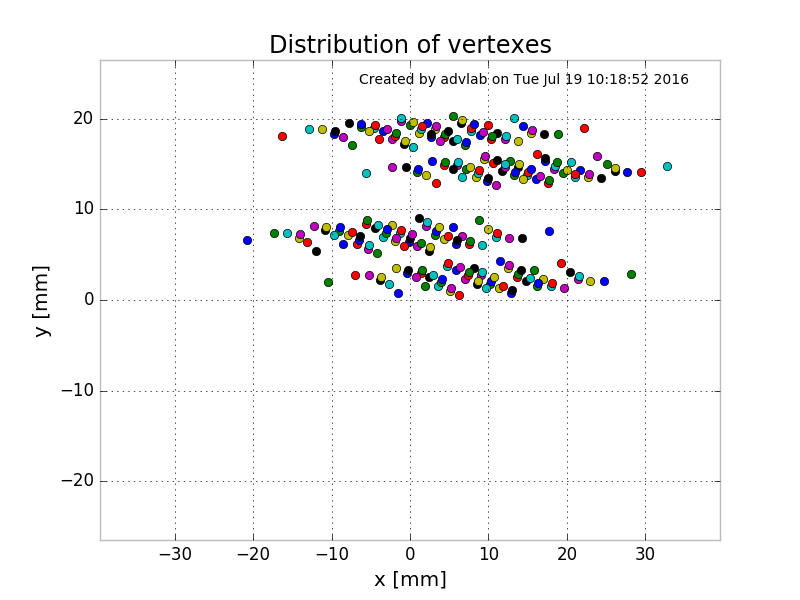 Distribution of vertexes
Created by advlab on Tue Jul 19 10:18:52 2016
20
10
0
−10
−20
y [mm]
−30 −20 −10 0 10 20 30
x [mm]